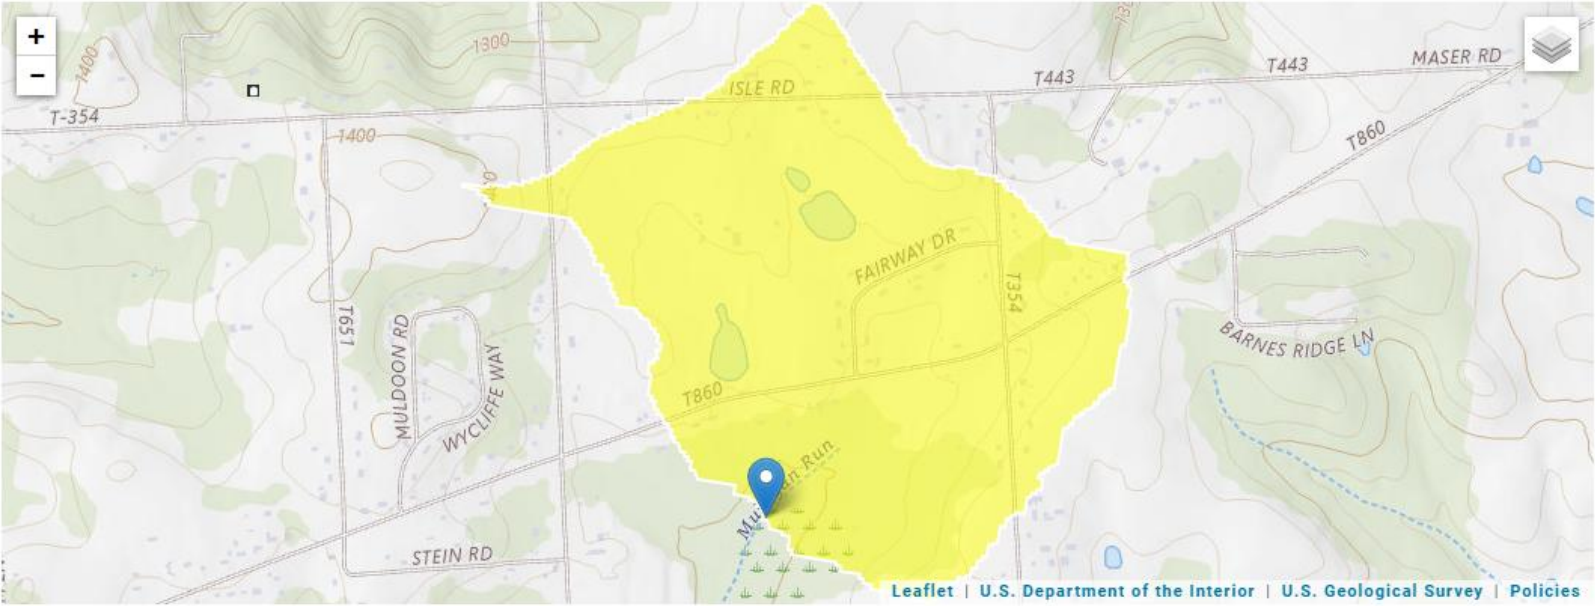 +
−
1400
1300
ISLE RD
T443
T443
MASER RD
T-354
1400
T860
FAIRWAY DR
T354
T651
MULDOON RD
WYCLIFFE WAY
BARNES RIDGE LN
T860
Run
STEIN RD
Leaflet | U.S. Department of the Interior | U.S. Geological Survey | Policies